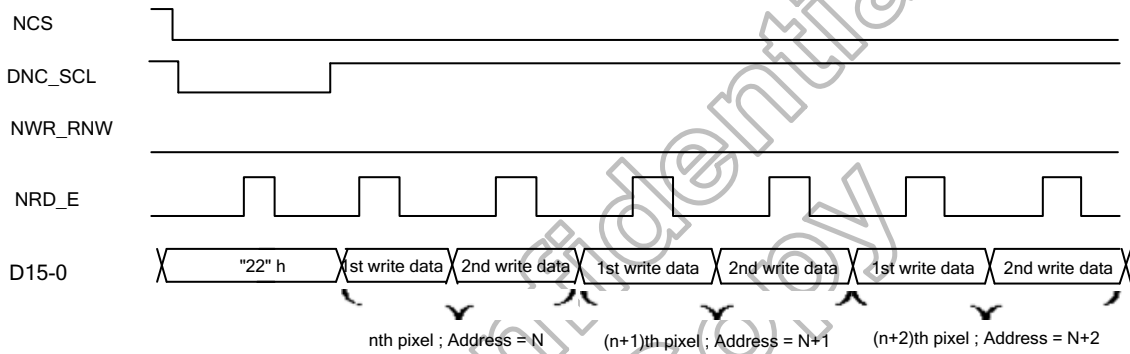 NCS
DNC_SCL
NWR_RNW
NRD_E
D15-0
"22" h
1st write data
2nd write data
1st write data
2nd write data
1st write data
2nd write data
nth pixel ; Address = N
(n+1)th pixel ; Address = N+1
(n+2)th pixel ; Address = N+2